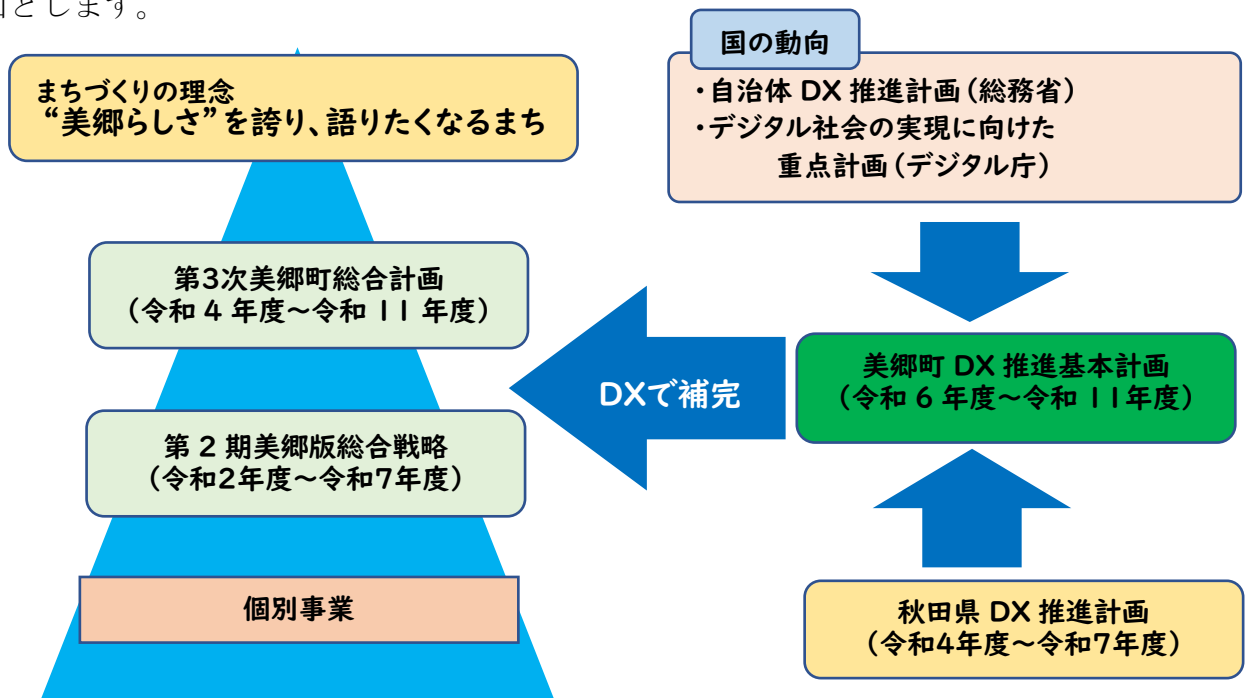 とします。
まちづくりの理念
“美郷らしさ”を誇り、語りたくなるまち
第3次美郷町総合計画
（令和 4 年度～令和 11 年度）
第 2 期美郷版総合戦略
（令和2年度～令和7年度）
個別事業
DXで補完
国の動向
・自治体 DX 推進計画（総務省）
・デジタル社会の実現に向けた
重点計画（デジタル庁）
美郷町 DX 推進基本計画
（令和 6 年度～令和 11年度）
秋田県 DX 推進計画
（令和4年度～令和7年度）